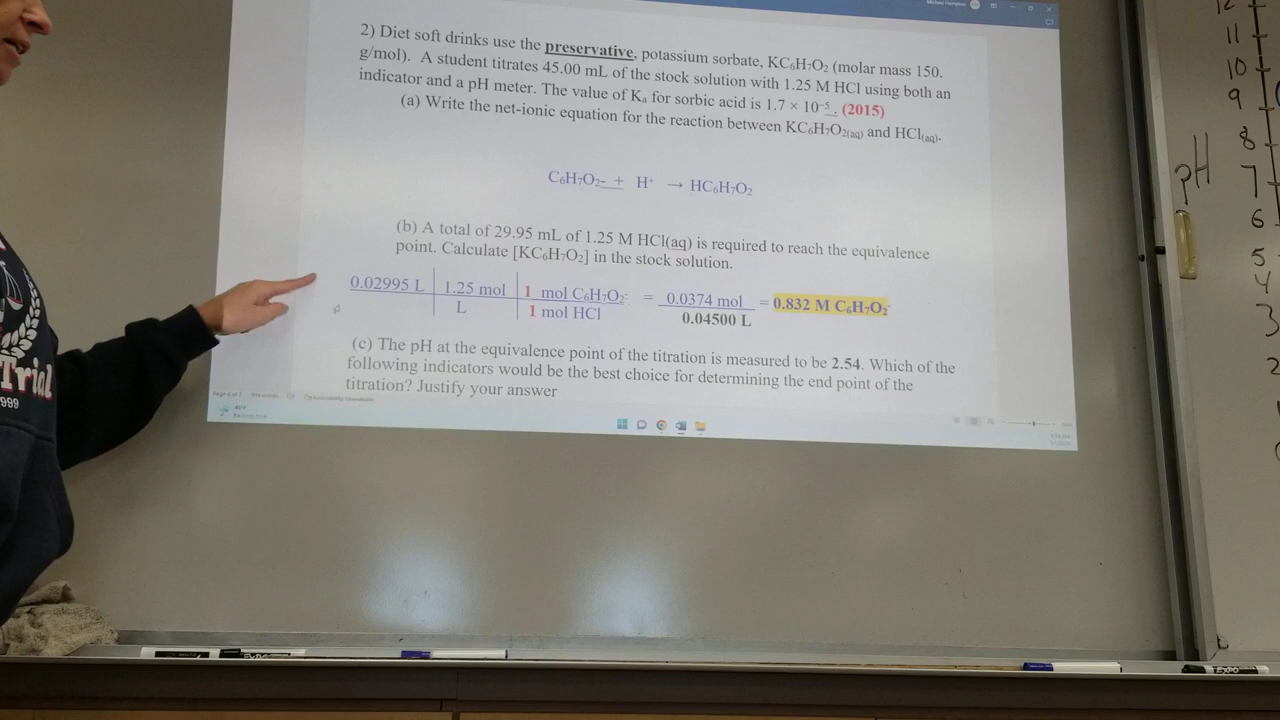 Michael Hampton
2) Diet soft drinks use the preservative, potassium sorbate, KC₆H₇O₂ (molar mass 150.
g/mol). A student titrates 45.00 mL of the stock solution with 1.25 M HCl using both an
indicator and a pH meter. The value of Kₐ for sorbic acid is 1.7 × 10⁻⁵. (2015)
(a) Write the net-ionic equation for the reaction between KC₆H₇O₂(aq) and HCl(aq).
C₆H₇O₂- + H⁺ → HC₆H₇O₂
(b) A total of 29.95 mL of 1.25 M HCl(aq) is required to reach the equivalence
point. Calculate [KC₆H₇O₂] in the stock solution.
0.02995 L 1.25 mol 1 mol C₆H₇O₂⁻ = 0.0374 mol = 0.832 M C₆H₇O₂⁻
L 1 mol HCl 0.04500 L
(c) The pH at the equivalence point of the titration is measured to be 2.54. Which of the
following indicators would be the best choice for determining the end point of the
titration? Justify your answer
Trial
1999
12
11
10
9
8
pH 7
6
5
4
3
2
EXPO
EXPO